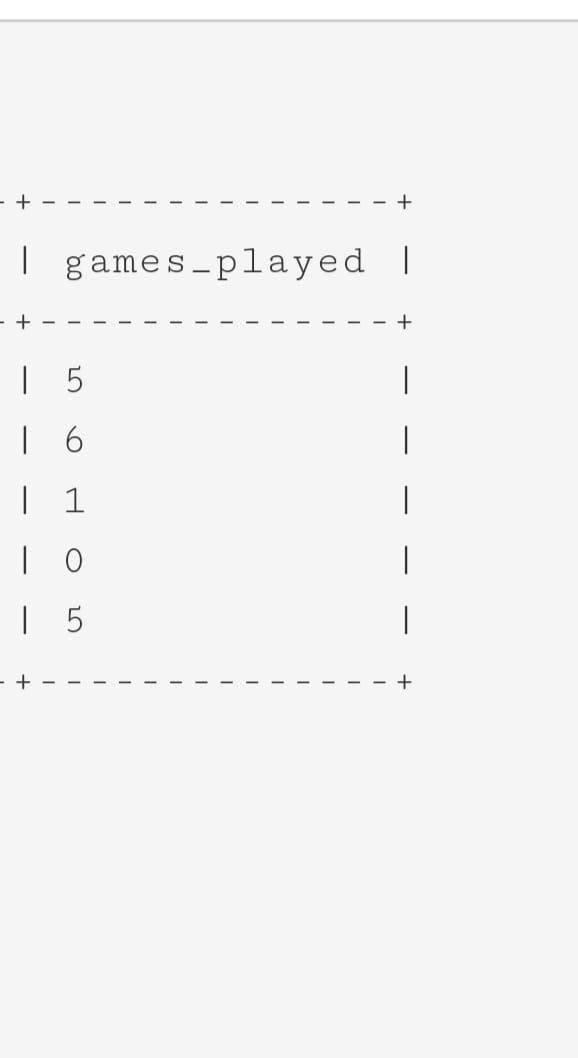 -+--------------+
| games_played |
-+--------------+
| 5            |
| 6            |
| 1            |
| 0            |
| 5            |
-+--------------+